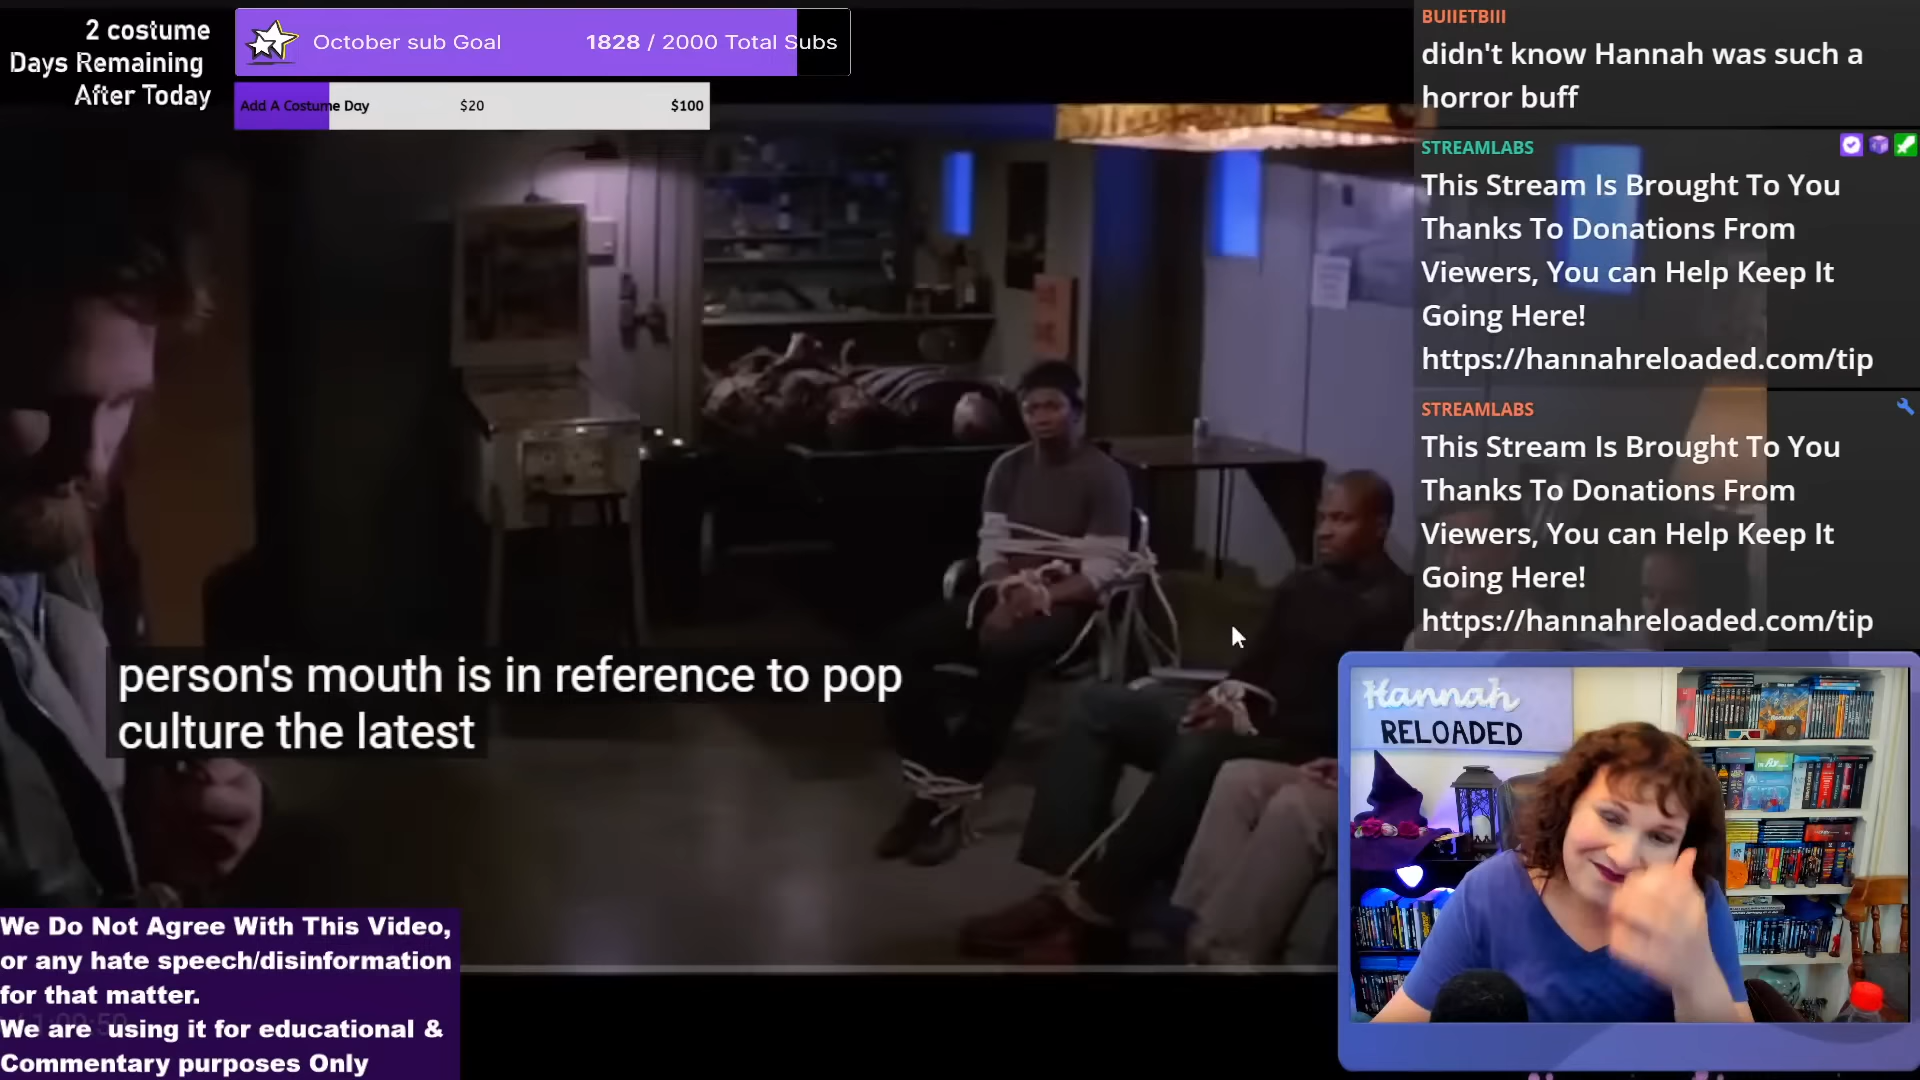 2 costume
Days Remaining
After Today
October sub Goal
1828 / 2000 Total Subs
Add A Costume Day
$20
$100
BUIIETBIII
didn't know Hannah was such a
horror buff
STREAMLABS
This Stream Is Brought To You
Thanks To Donations From
Viewers, You can Help Keep It
Going Here!
https://hannahreloaded.com/tip
STREAMLABS
This Stream Is Brought To You
Thanks To Donations From
Viewers, You can Help Keep It
Going Here!
https://hannahreloaded.com/tip
person's mouth is in reference to pop
culture the latest
Hannah
RELOADED
We Do Not Agree With This Video,
or any hate speech/disinformation
for that matter.
We are using it for educational &
Commentary purposes Only